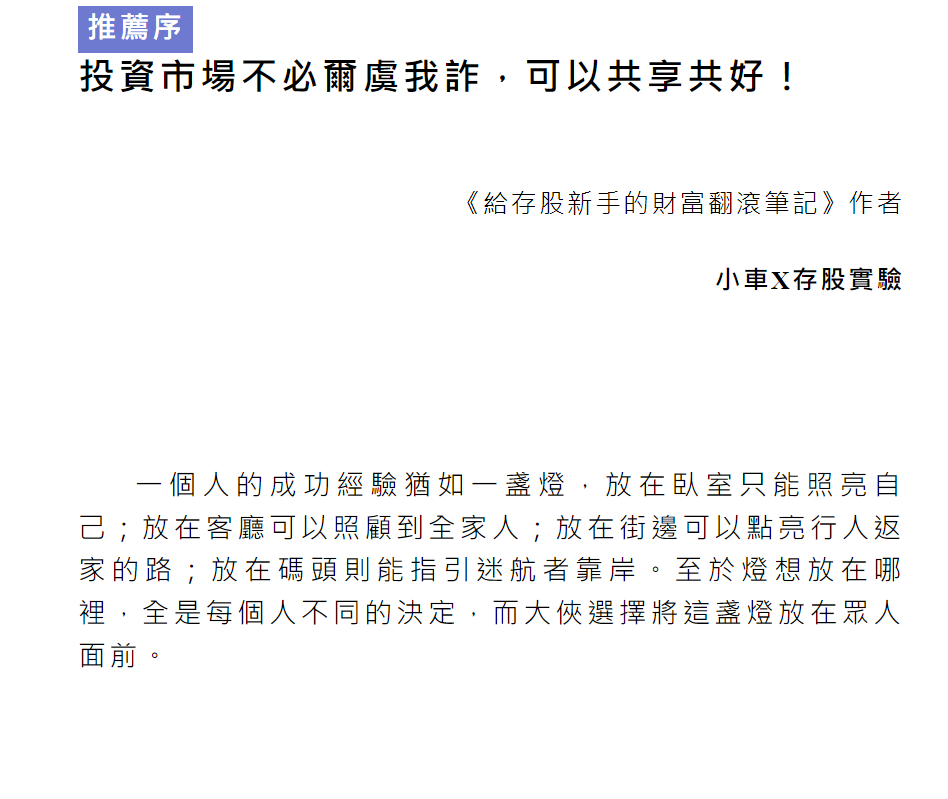 推薦序
投資市場不必爾虞我詐，可以共享共好！
《給存股新手的財富翻滾筆記》作者
小車X存股實驗
一個人的成功經驗猶如一盞燈，放在臥室只能照亮自
己；放在客廳可以照顧到全家人；放在街邊可以點亮行人返
家的路；放在碼頭則能指引迷航者靠岸。至於燈想放在哪
裡，全是每個人不同的決定，而大俠選擇將這盞燈放在眾人
面前。